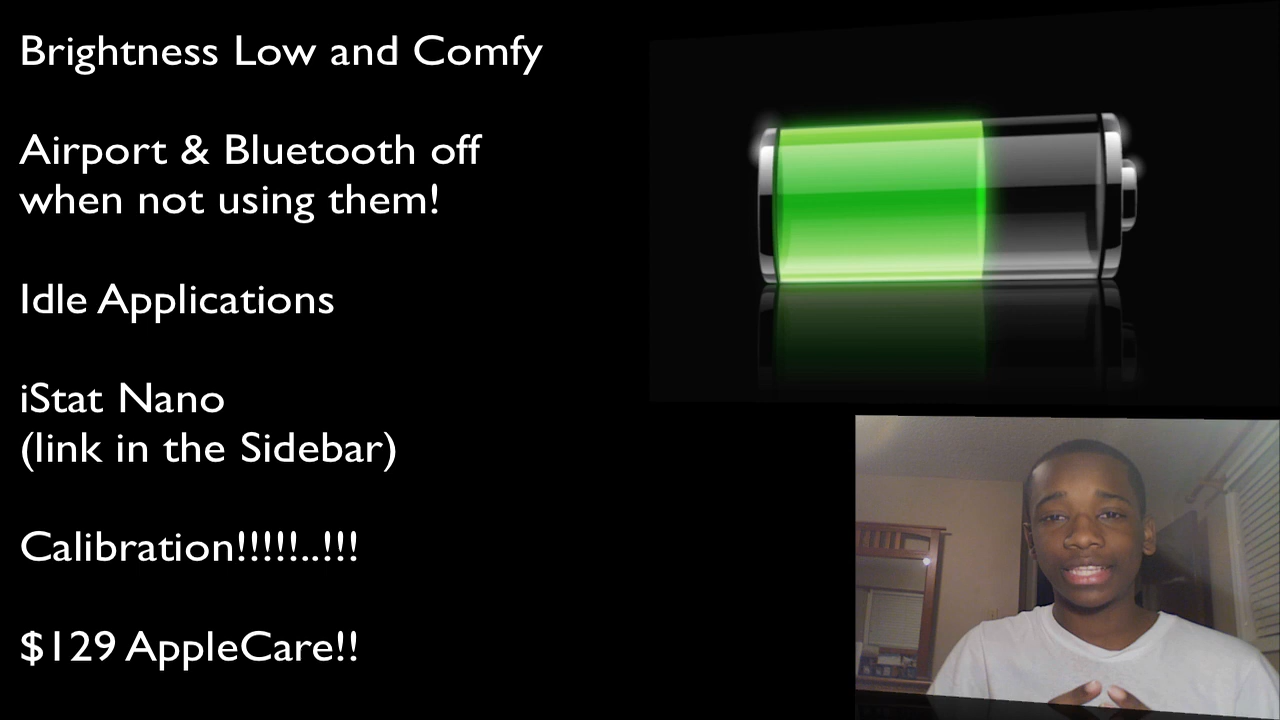 Brightness Low and Comfy
Airport & Bluetooth off
when not using them!
Idle Applications
iStat Nano
(link in the Sidebar)
Calibration!!!!!..!!!
$129 AppleCare!!